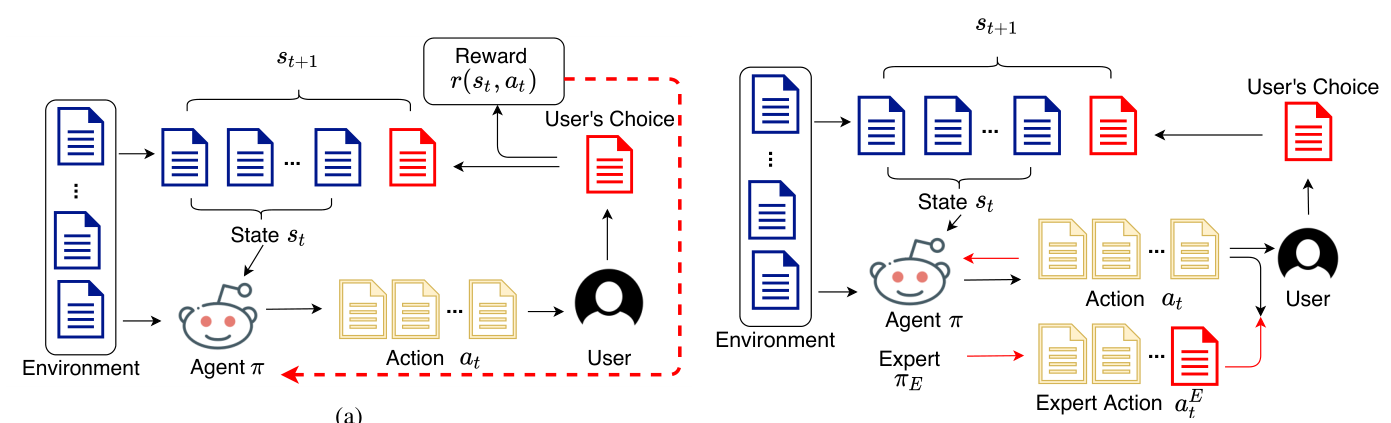 s_{t+1}
Reward
r(s_t, a_t)
User's Choice
...
...
State s_t
...
Environment
Agent π
Action a_t
User
(a)
s_{t+1}
User's Choice
...
...
State s_t
...
Environment
Agent π
Action a_t
User
Expert
π_E
...
Expert Action a_t^E